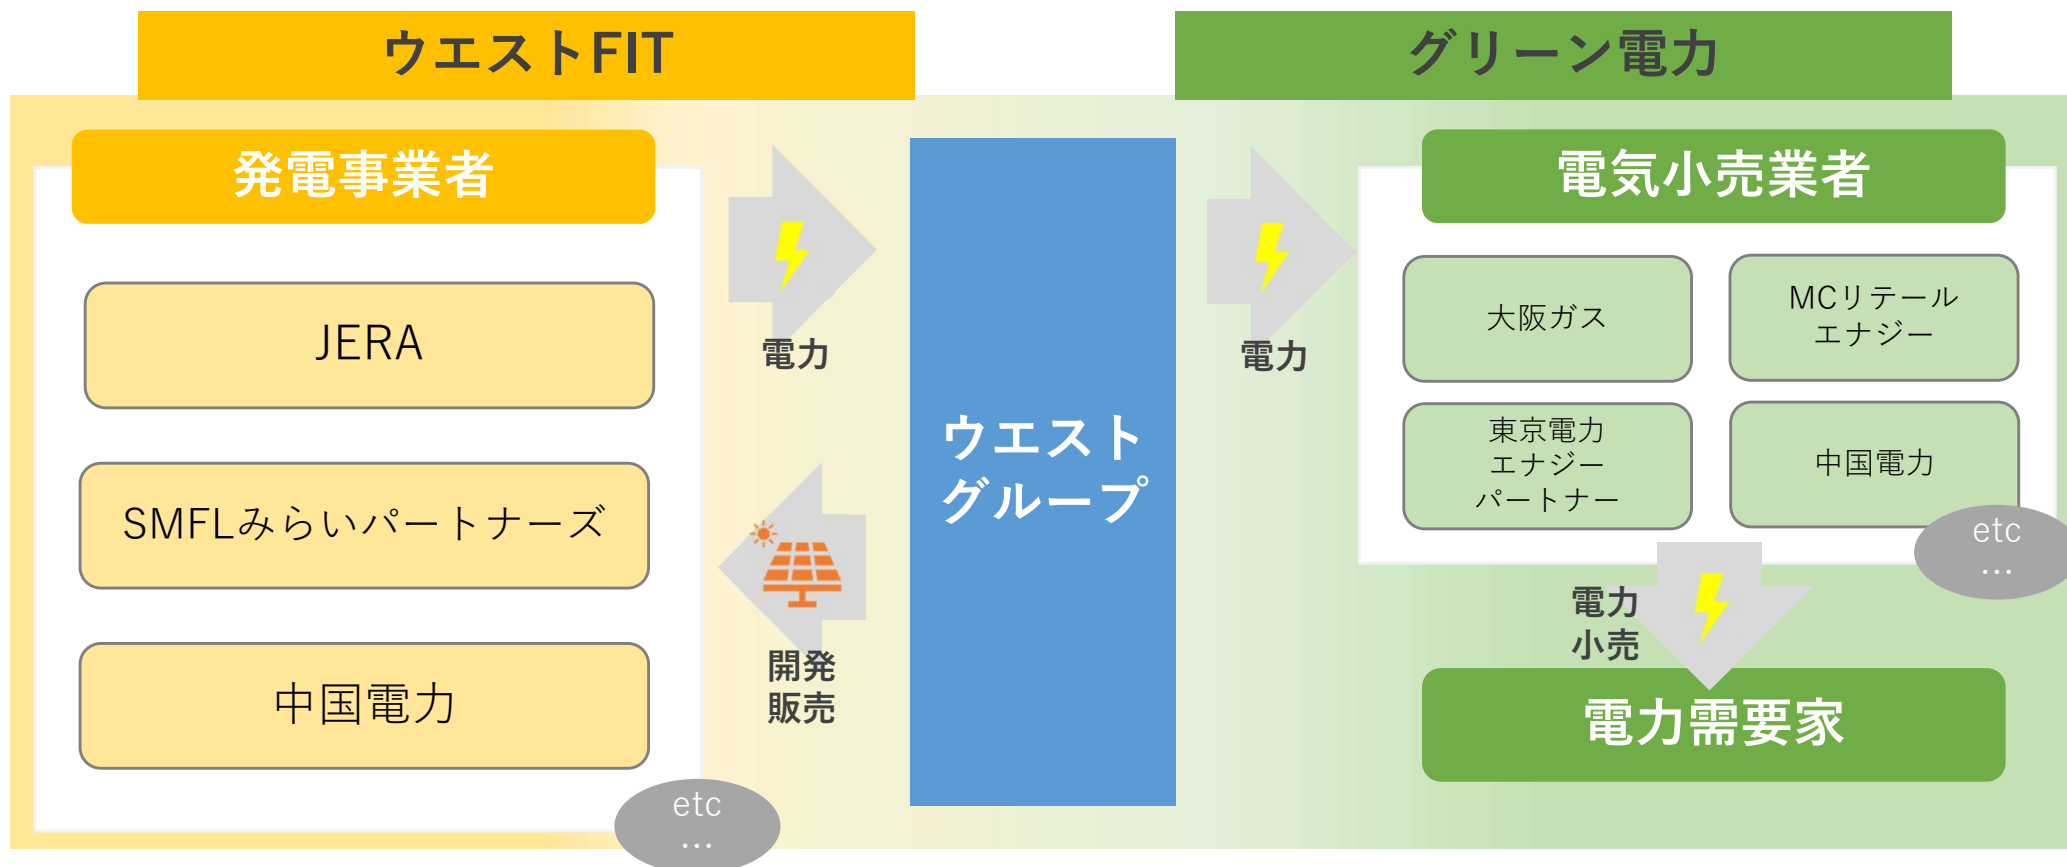 ウエストFIT
グリーン電力
発電事業者
JERA
SMFLみらいパートナーズ
中国電力
etc
…
電力
開発
販売
ウエスト
グループ
電力
電気小売業者
大阪ガス
MCリテール
エナジー
東京電力
エナジー
パートナー
中国電力
etc
…
電力
小売
電力需要家